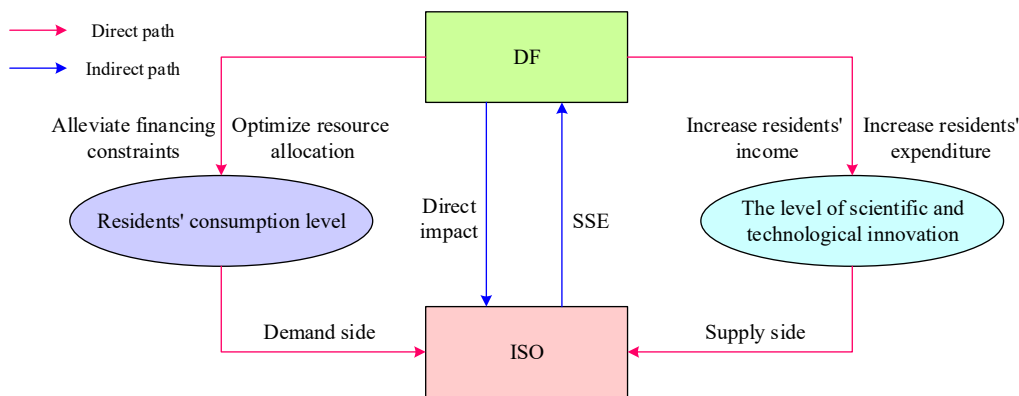 Direct path
Indirect path
DF
Alleviate financing
constraints
Optimize resource
allocation
Increase residents'
income
Increase residents'
expenditure
Residents' consumption level
Direct
impact
SSE
The level of scientific and
technological innovation
Demand side
ISO
Supply side